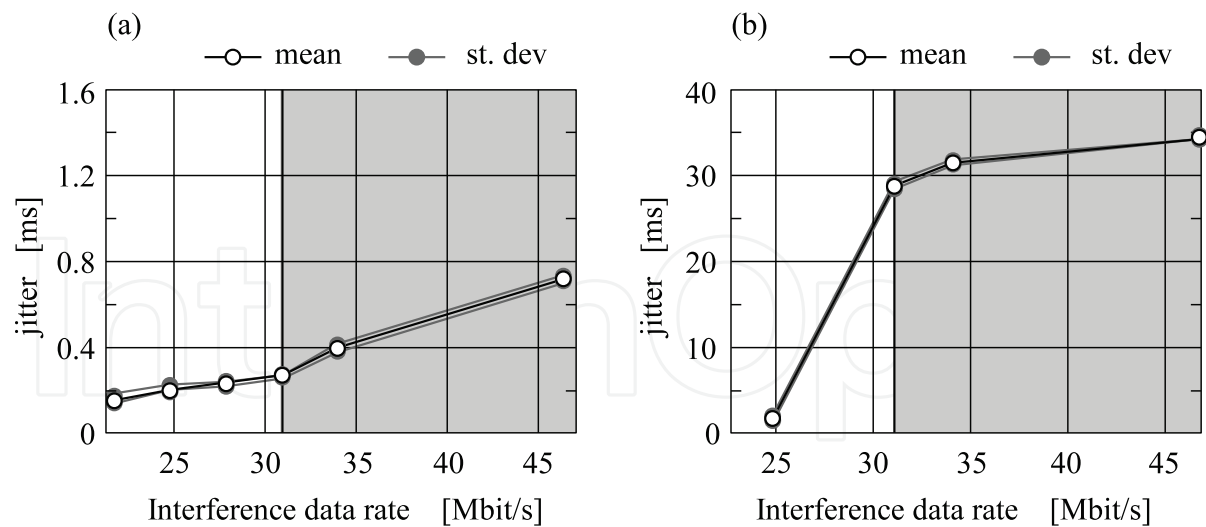 (a)
mean st. dev
1.6
1.2
0.8
0.4
0
jitter [ms]
25 30 35 40 45
Interference data rate [Mbit/s]
(b)
mean st. dev
40
30
20
10
0
jitter [ms]
25 30 35 40 45
Interference data rate [Mbit/s]